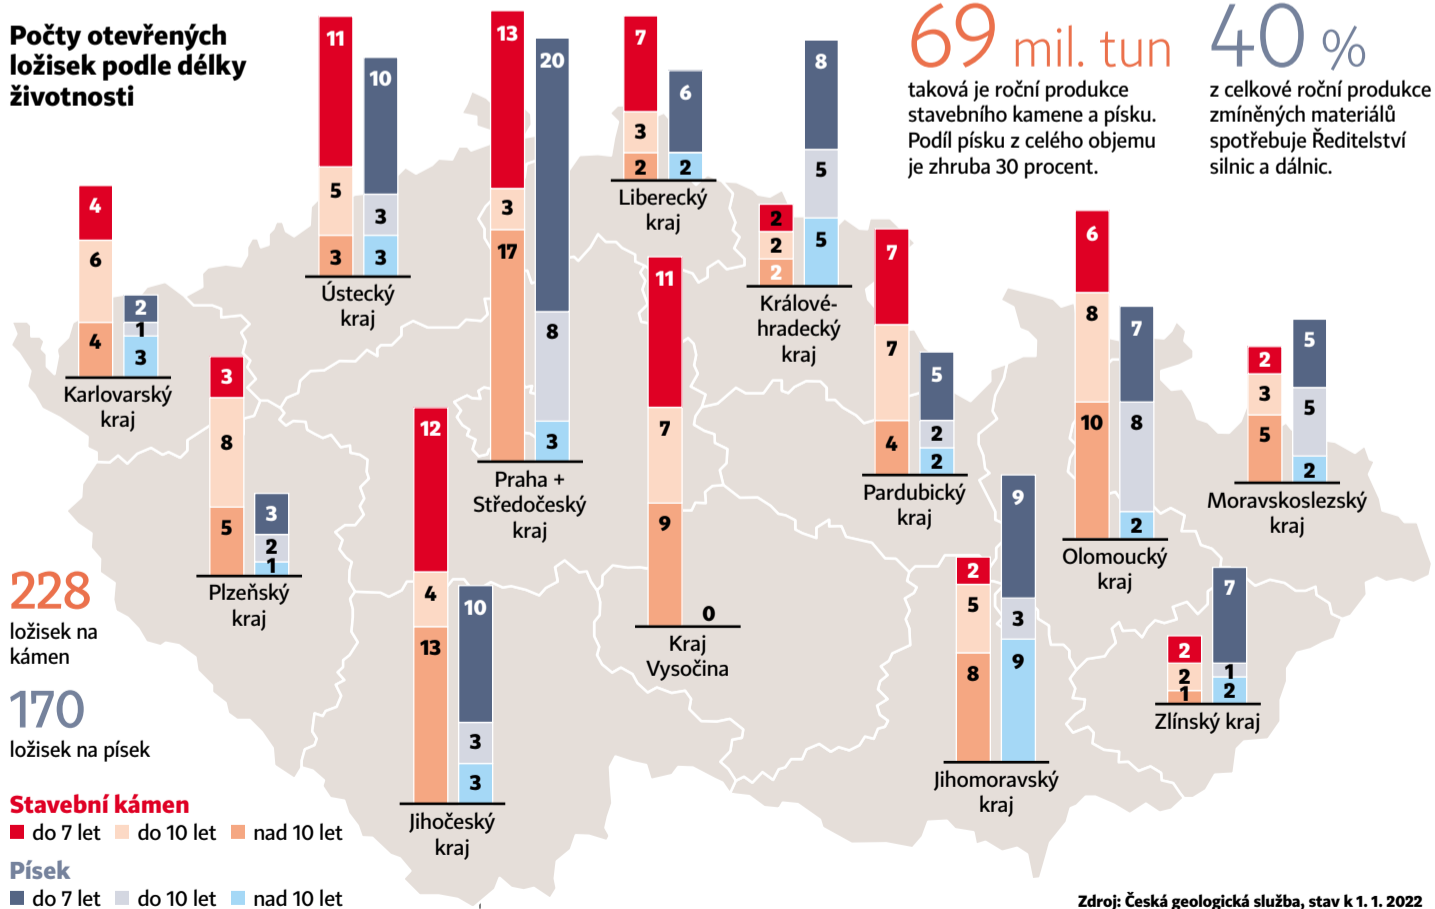 Počty otevřených
ložisek podle délky
životnosti
69 mil. tun
taková je roční produkce
stavebního kamene a písku.
Podíl písku z celého objemu
je zhruba 30 procent.
40 %
z celkové roční produkce
zmíněných materiálů
spotřebuje Ředitelství
silnic a dálnic.
4
6
4
2
1
3
Karlovarský
kraj
11
5
3
10
3
3
Ústecký
kraj
13
3
17
20
8
3
Praha +
Středočeský
kraj
7
3
2
6
2
Liberecký
kraj
2
2
2
8
5
5
Králové-
hradecký
kraj
3
8
5
3
2
1
Plzeňský
kraj
12
4
13
10
3
3
Jihočeský
kraj
11
7
9
0
Kraj
Vysočina
7
7
4
5
2
2
Pardubický
kraj
6
8
10
7
8
2
Olomoucký
kraj
2
3
5
5
5
2
Moravskoslezský
kraj
2
5
8
9
3
9
Jihomoravský
kraj
2
2
1
7
1
2
Zlínský kraj
228
ložisek na
kámen
170
ložisek na písek
Stavební kámen
do 7 let do 10 let nad 10 let
Písek
do 7 let do 10 let nad 10 let
Zdroj: Česká geologická služba, stav k 1. 1. 2022